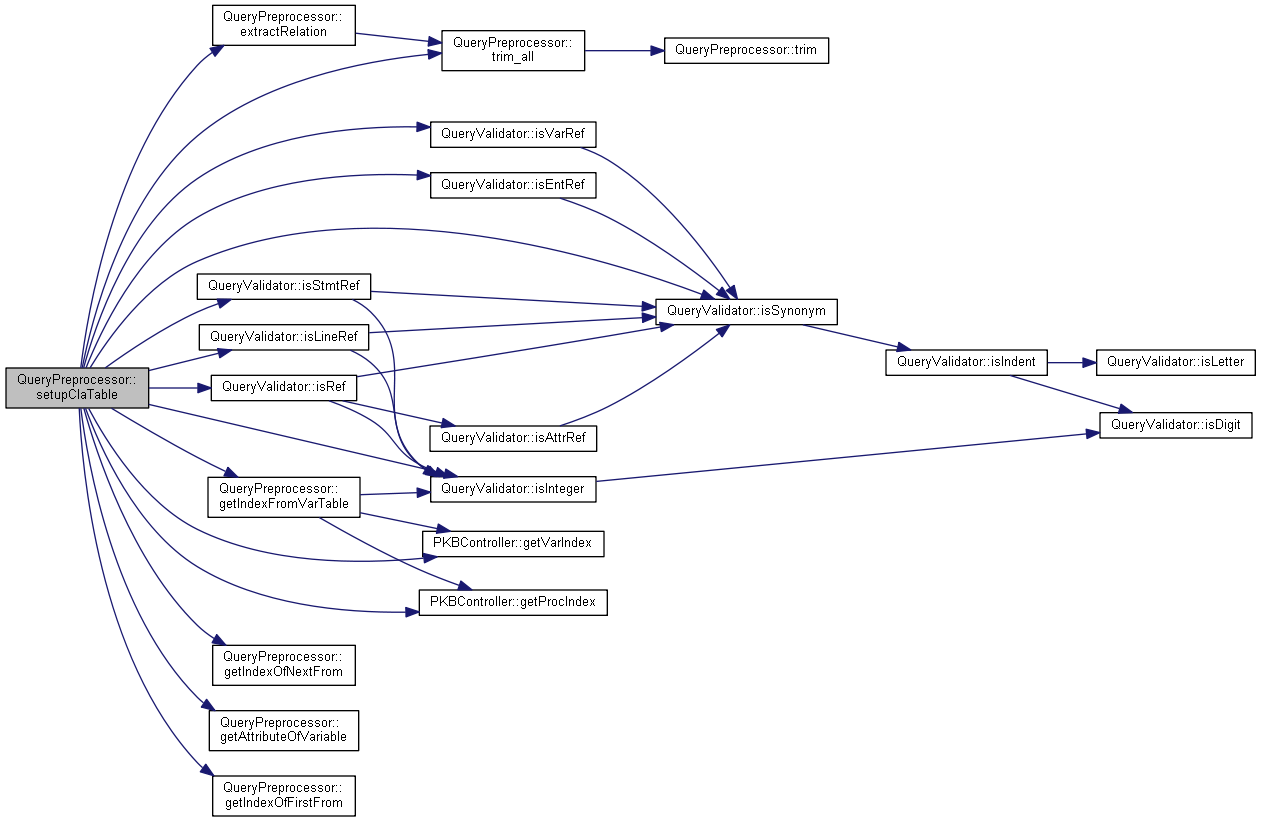 QueryPreprocessor::
extractRelation
QueryPreprocessor::
trim_all
QueryPreprocessor::trim
QueryValidator::isVarRef
QueryValidator::isEntRef
QueryValidator::isStmtRef
QueryValidator::isSynonym
QueryValidator::isLineRef
QueryValidator::isIndent
QueryValidator::isLetter
QueryPreprocessor::
setupClaTable
QueryValidator::isRef
QueryValidator::isDigit
QueryValidator::isAttrRef
QueryPreprocessor::
getIndexFromVarTable
QueryValidator::isInteger
PKBController::getVarIndex
PKBController::getProcIndex
QueryPreprocessor::
getIndexOfNextFrom
QueryPreprocessor::
getAttributeOfVariable
QueryPreprocessor::
getIndexOfFirstFrom